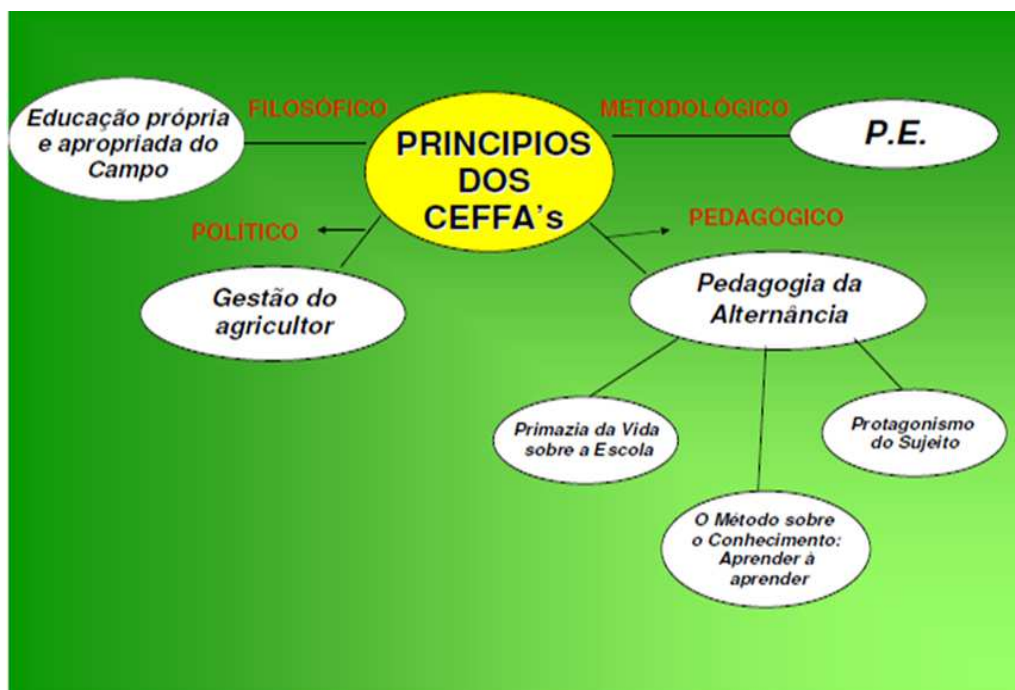 FILOSÓFICO
METODOLÓGICO
Educação própria
e apropriada do
Campo
PRINCIPIOS
DOS
CEFFA's
P.E.
POLÍTICO
PEDAGÓGICO
Gestão do
agricultor
Pedagogia da
Alternância
Primazia da Vida
sobre a Escola
Protagonismo
do Sujeito
O Método sobre
o Conhecimento:
Aprender à
aprender